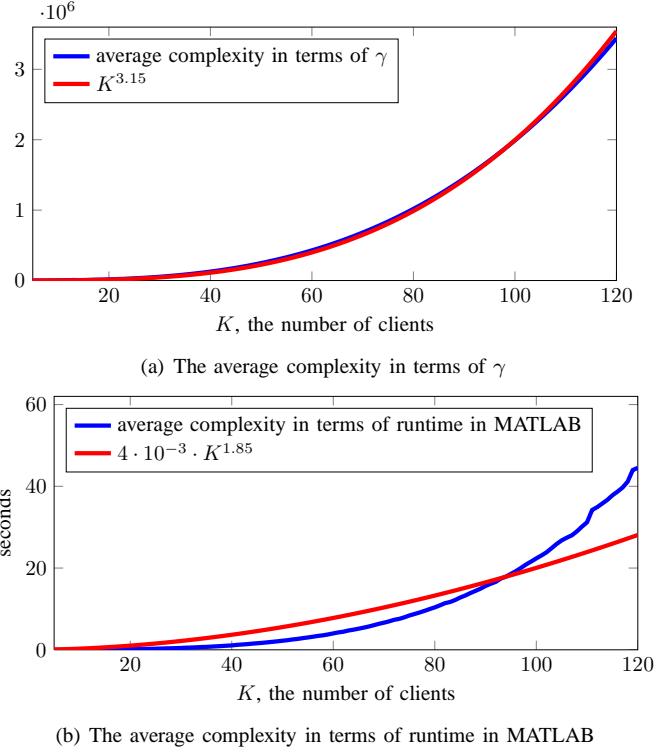 ·10⁶
average complexity in terms of γ
K^3.15
3
2
1
0
20 40 60 80 100 120
K, the number of clients
(a) The average complexity in terms of γ
60
average complexity in terms of runtime in MATLAB
4 · 10⁻³ · K^1.85
40
seconds
20
0
20 40 60 80 100 120
K, the number of clients
(b) The average complexity in terms of runtime in MATLAB